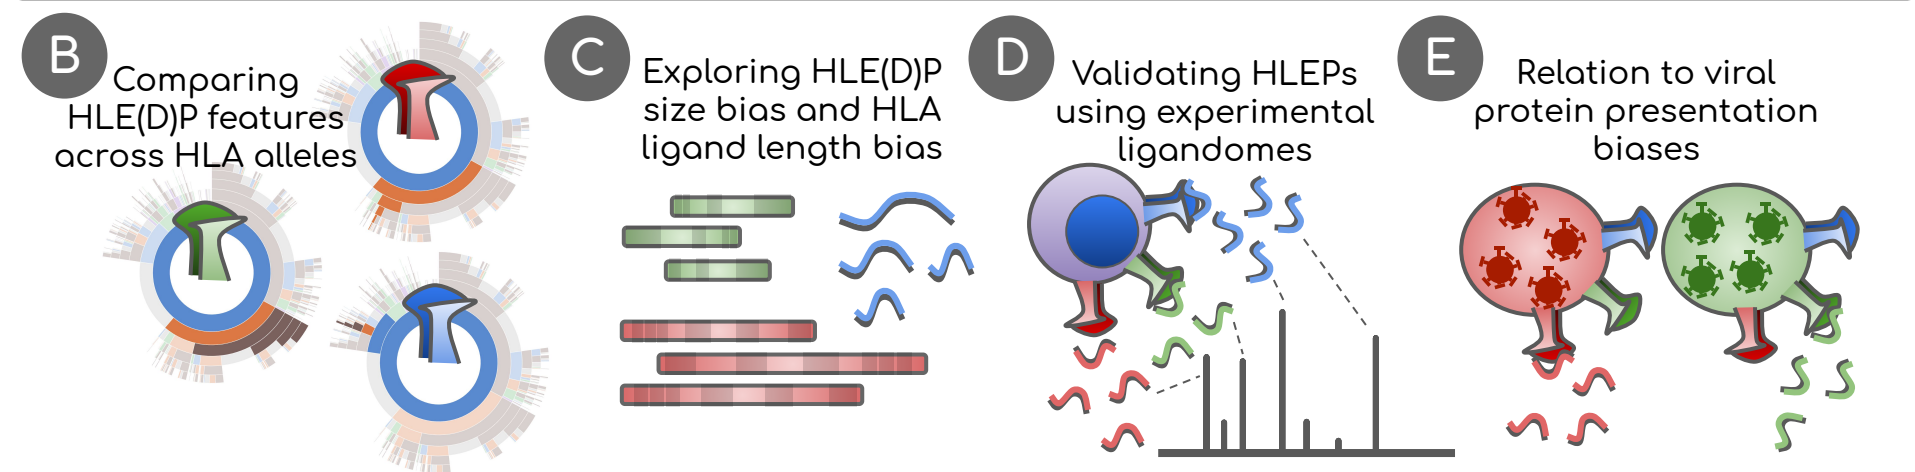 B
Comparing
HLE(D)P features
across HLA alleles
C
Exploring HLE(D)P
size bias and HLA
ligand length bias
D
Validating HLEPs
using experimental
ligandomes
E
Relation to viral
protein presentation
biases